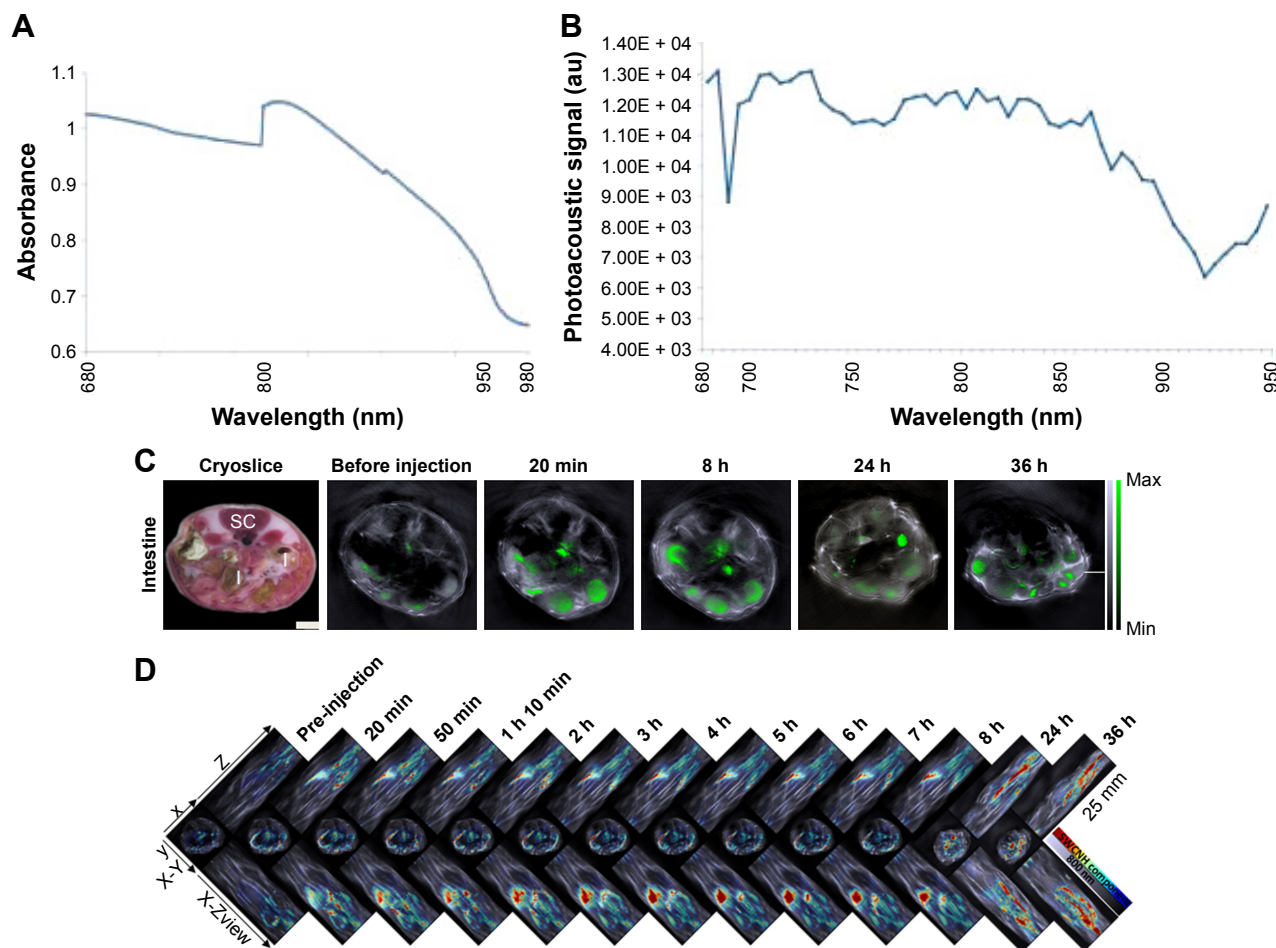 A
1.1
1
0.9
0.8
0.7
0.6
Absorbance
680
800
950
980
Wavelength (nm)
B
1.40E + 04
1.30E + 04
1.20E + 04
1.10E + 04
1.00E + 04
9.00E + 03
8.00E + 03
7.00E + 03
6.00E + 03
5.00E + 03
4.00E + 03
Photoacoustic signal (au)
680
700
750
800
850
900
950
Wavelength (nm)
C
Cryoslice
Before injection
20 min
8 h
24 h
36 h
Intestine
SC
I
I
Max
Min
D
Pre-injection
20 min
50 min
1 h 10 min
2 h
3 h
4 h
5 h
6 h
7 h
8 h
24 h
36 h
Z
x
y
X-Y
X-Zview
25 mm
SWCNH
800 nm